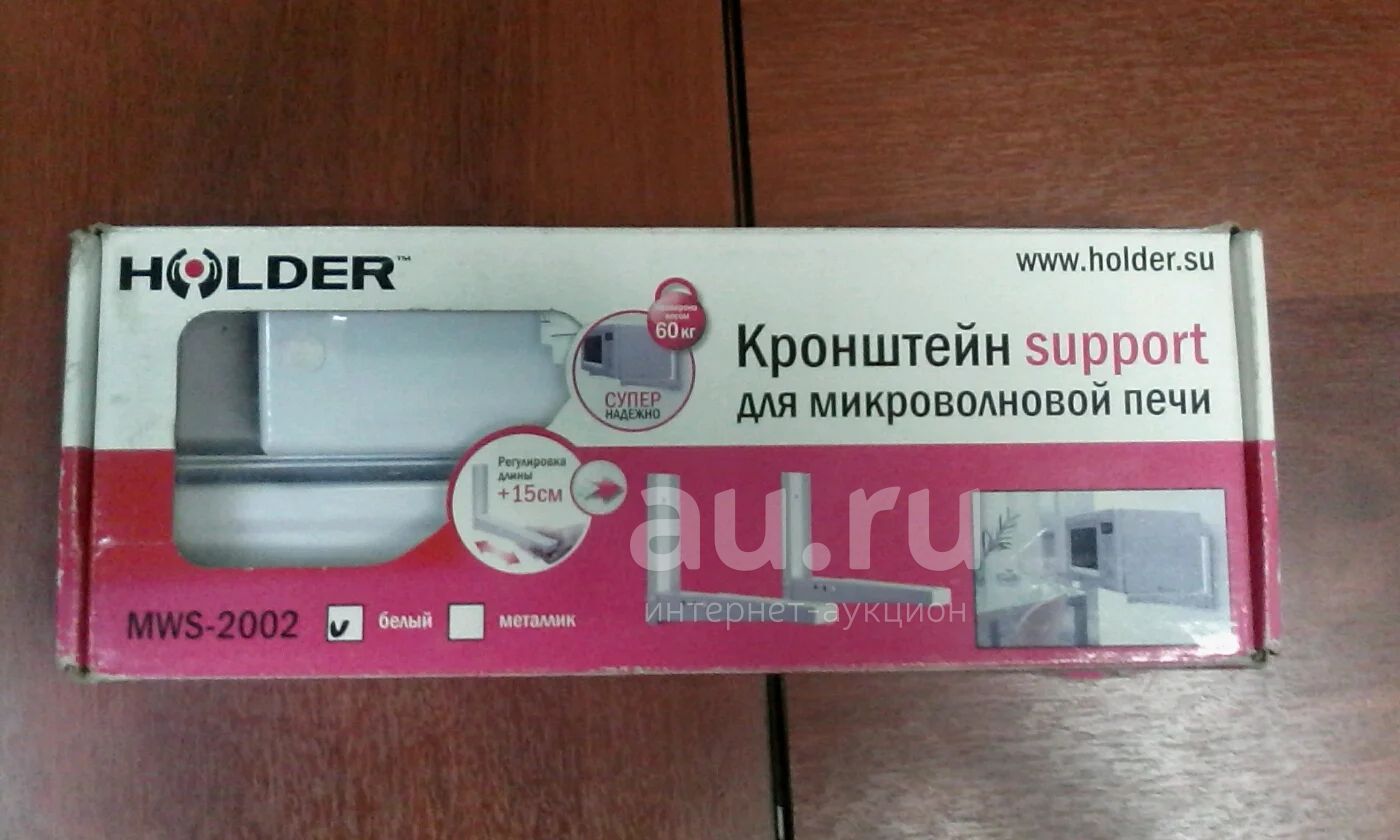 HOLDER™
www.holder.su
весом
60 кг
СУПЕР
НАДЕЖНО
Кронштейн support
для микроволновой печи
Регулировка
длины
+15см
au.ru
интернет-аукцион
MWS-2002 белый металлик